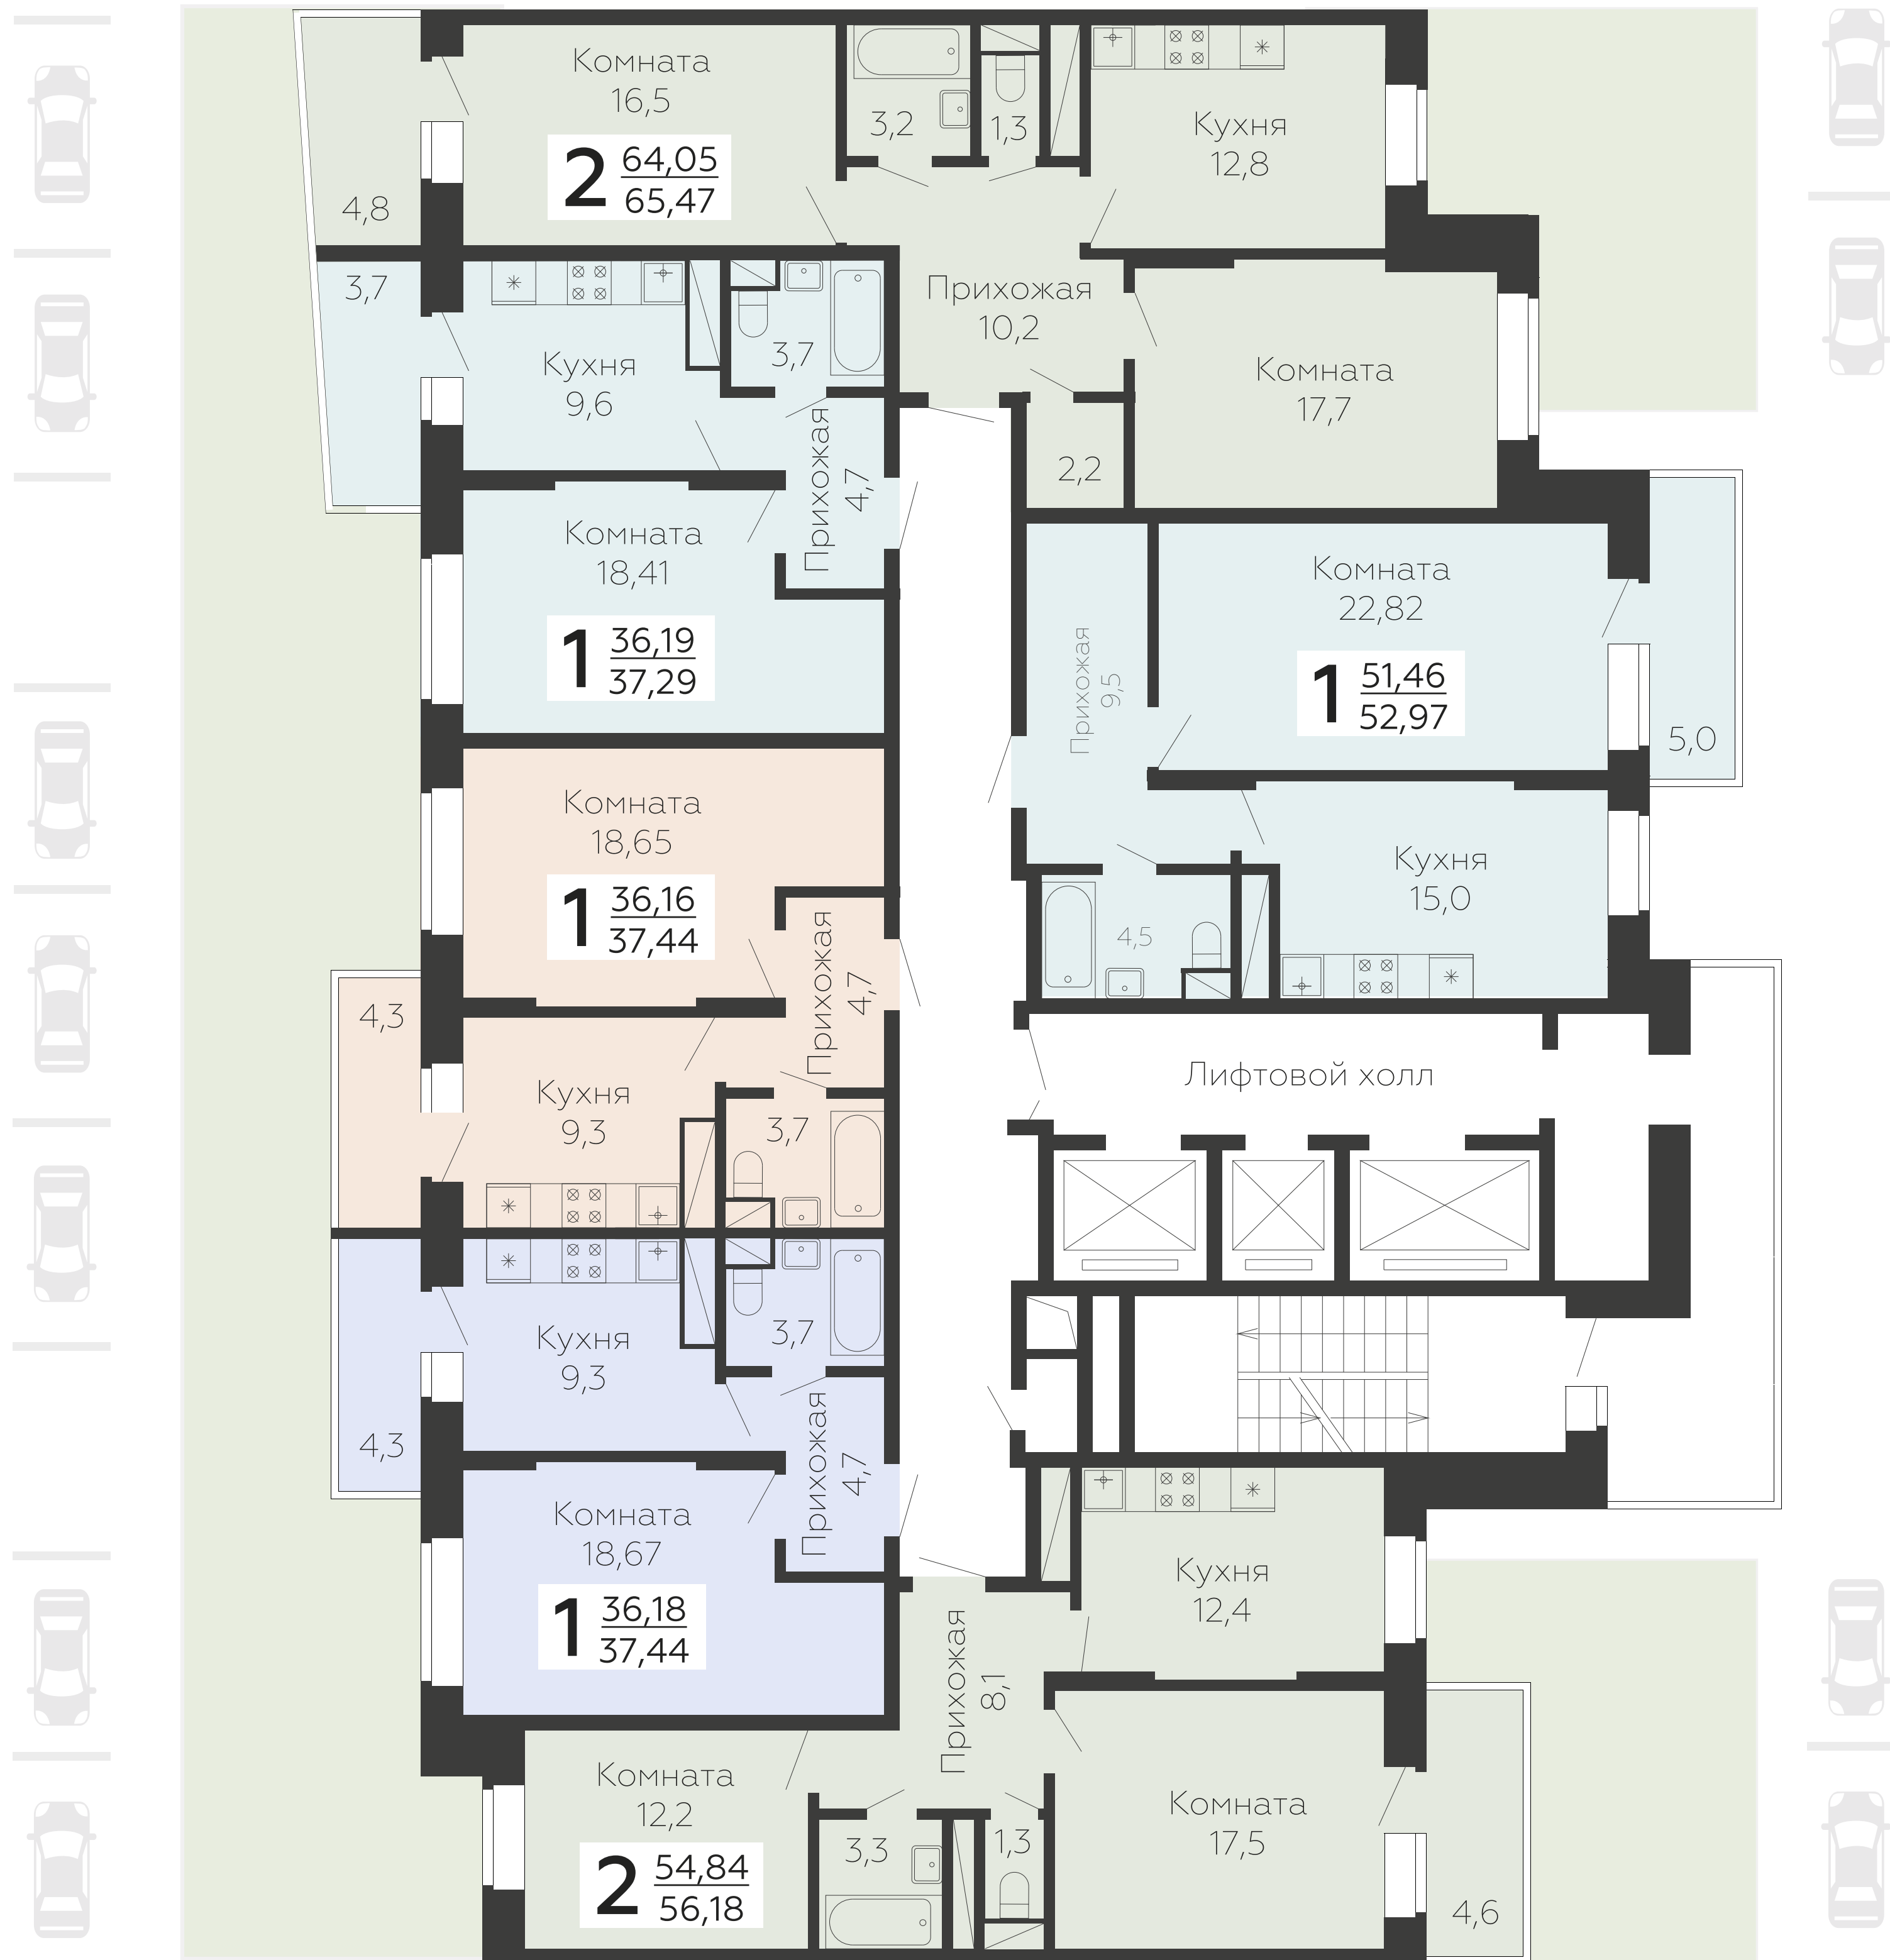 Комната
16,5
2 64,05
65,47
4,8
3,2
1,3
Кухня
12,8
Прихожая
10,2
Комната
17,7
2,2
3,7
Кухня
9,6
3,7
Прихожая
4,7
Комната
18,41
1 36,19
37,29
Прихожая
9,5
Комната
22,82
1 51,46
52,97
5,0
Кухня
15,0
4,5
Комната
18,65
1 36,16
37,44
Прихожая
4,7
4,3
Кухня
9,3
3,7
Лифтовой холл
Кухня
9,3
3,7
4,3
Прихожая
4,7
Комната
18,67
1 36,18
37,44
Кухня
12,4
Прихожая
8,1
Комната
12,2
2 54,84
56,18
3,3
1,3
Комната
17,5
4,6